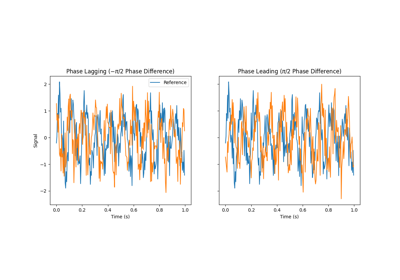 Phase Lagging (−π/2 Phase Difference)
Reference
Signal
2
1
0
−1
−2
0.0 0.2 0.4 0.6 0.8 1.0
Time (s)
Phase Leading (π/2 Phase Difference)
0.0 0.2 0.4 0.6 0.8 1.0
Time (s)